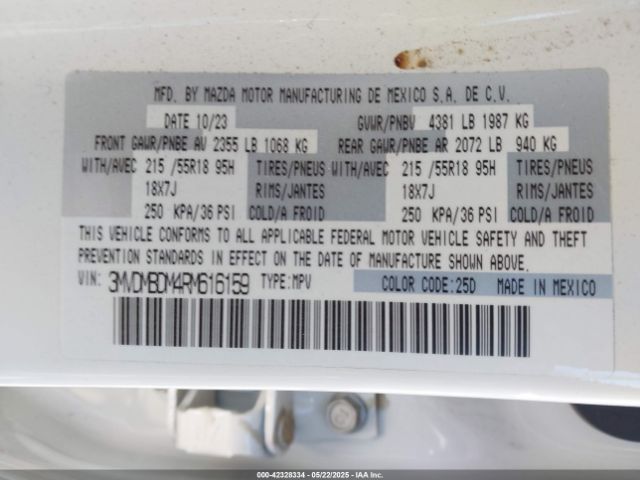 MFD. BY MAZDA MOTOR MANUFACTURING DE MEXICO S.A. DE C.V.
DATE 10/23 GVWR/PNBV 4381 LB 1987 KG
FRONT GAWR/PNBE AV 2355 LB 1068 KG REAR GAWR/PNBE AR 2072 LB 940 KG
WITH/AVEC 215 /55R18 95H TIRES/PNEUS WITH/AVEC 215 /55R18 95H TIRES/PNEUS
18X7J RIMS/JANTES 18X7J RIMS/JANTES
250 KPA/36 PSI COLD/A FROID 250 KPA/36 PSI COLD/A FROID
THIS VEHICLE CONFORMS TO ALL APPLICABLE FEDERAL MOTOR VEHICLE SAFETY AND THEFT
PREVENTION STANDARDS IN EFFECT ON THE DATE OF MANUFACTURE SHOWN ABOVE.
VIN: 3MVDMBDM4RM616159 TYPE:MPV COLOR CODE:25D MADE IN MEXICO
000-42328334 - 05/22/2025 - IAA Inc.